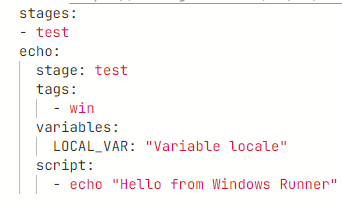 stages:
- test
echo:
stage: test
tags:
- win
variables:
LOCAL_VAR: "Variable locale"
script:
- echo "Hello from Windows Runner"